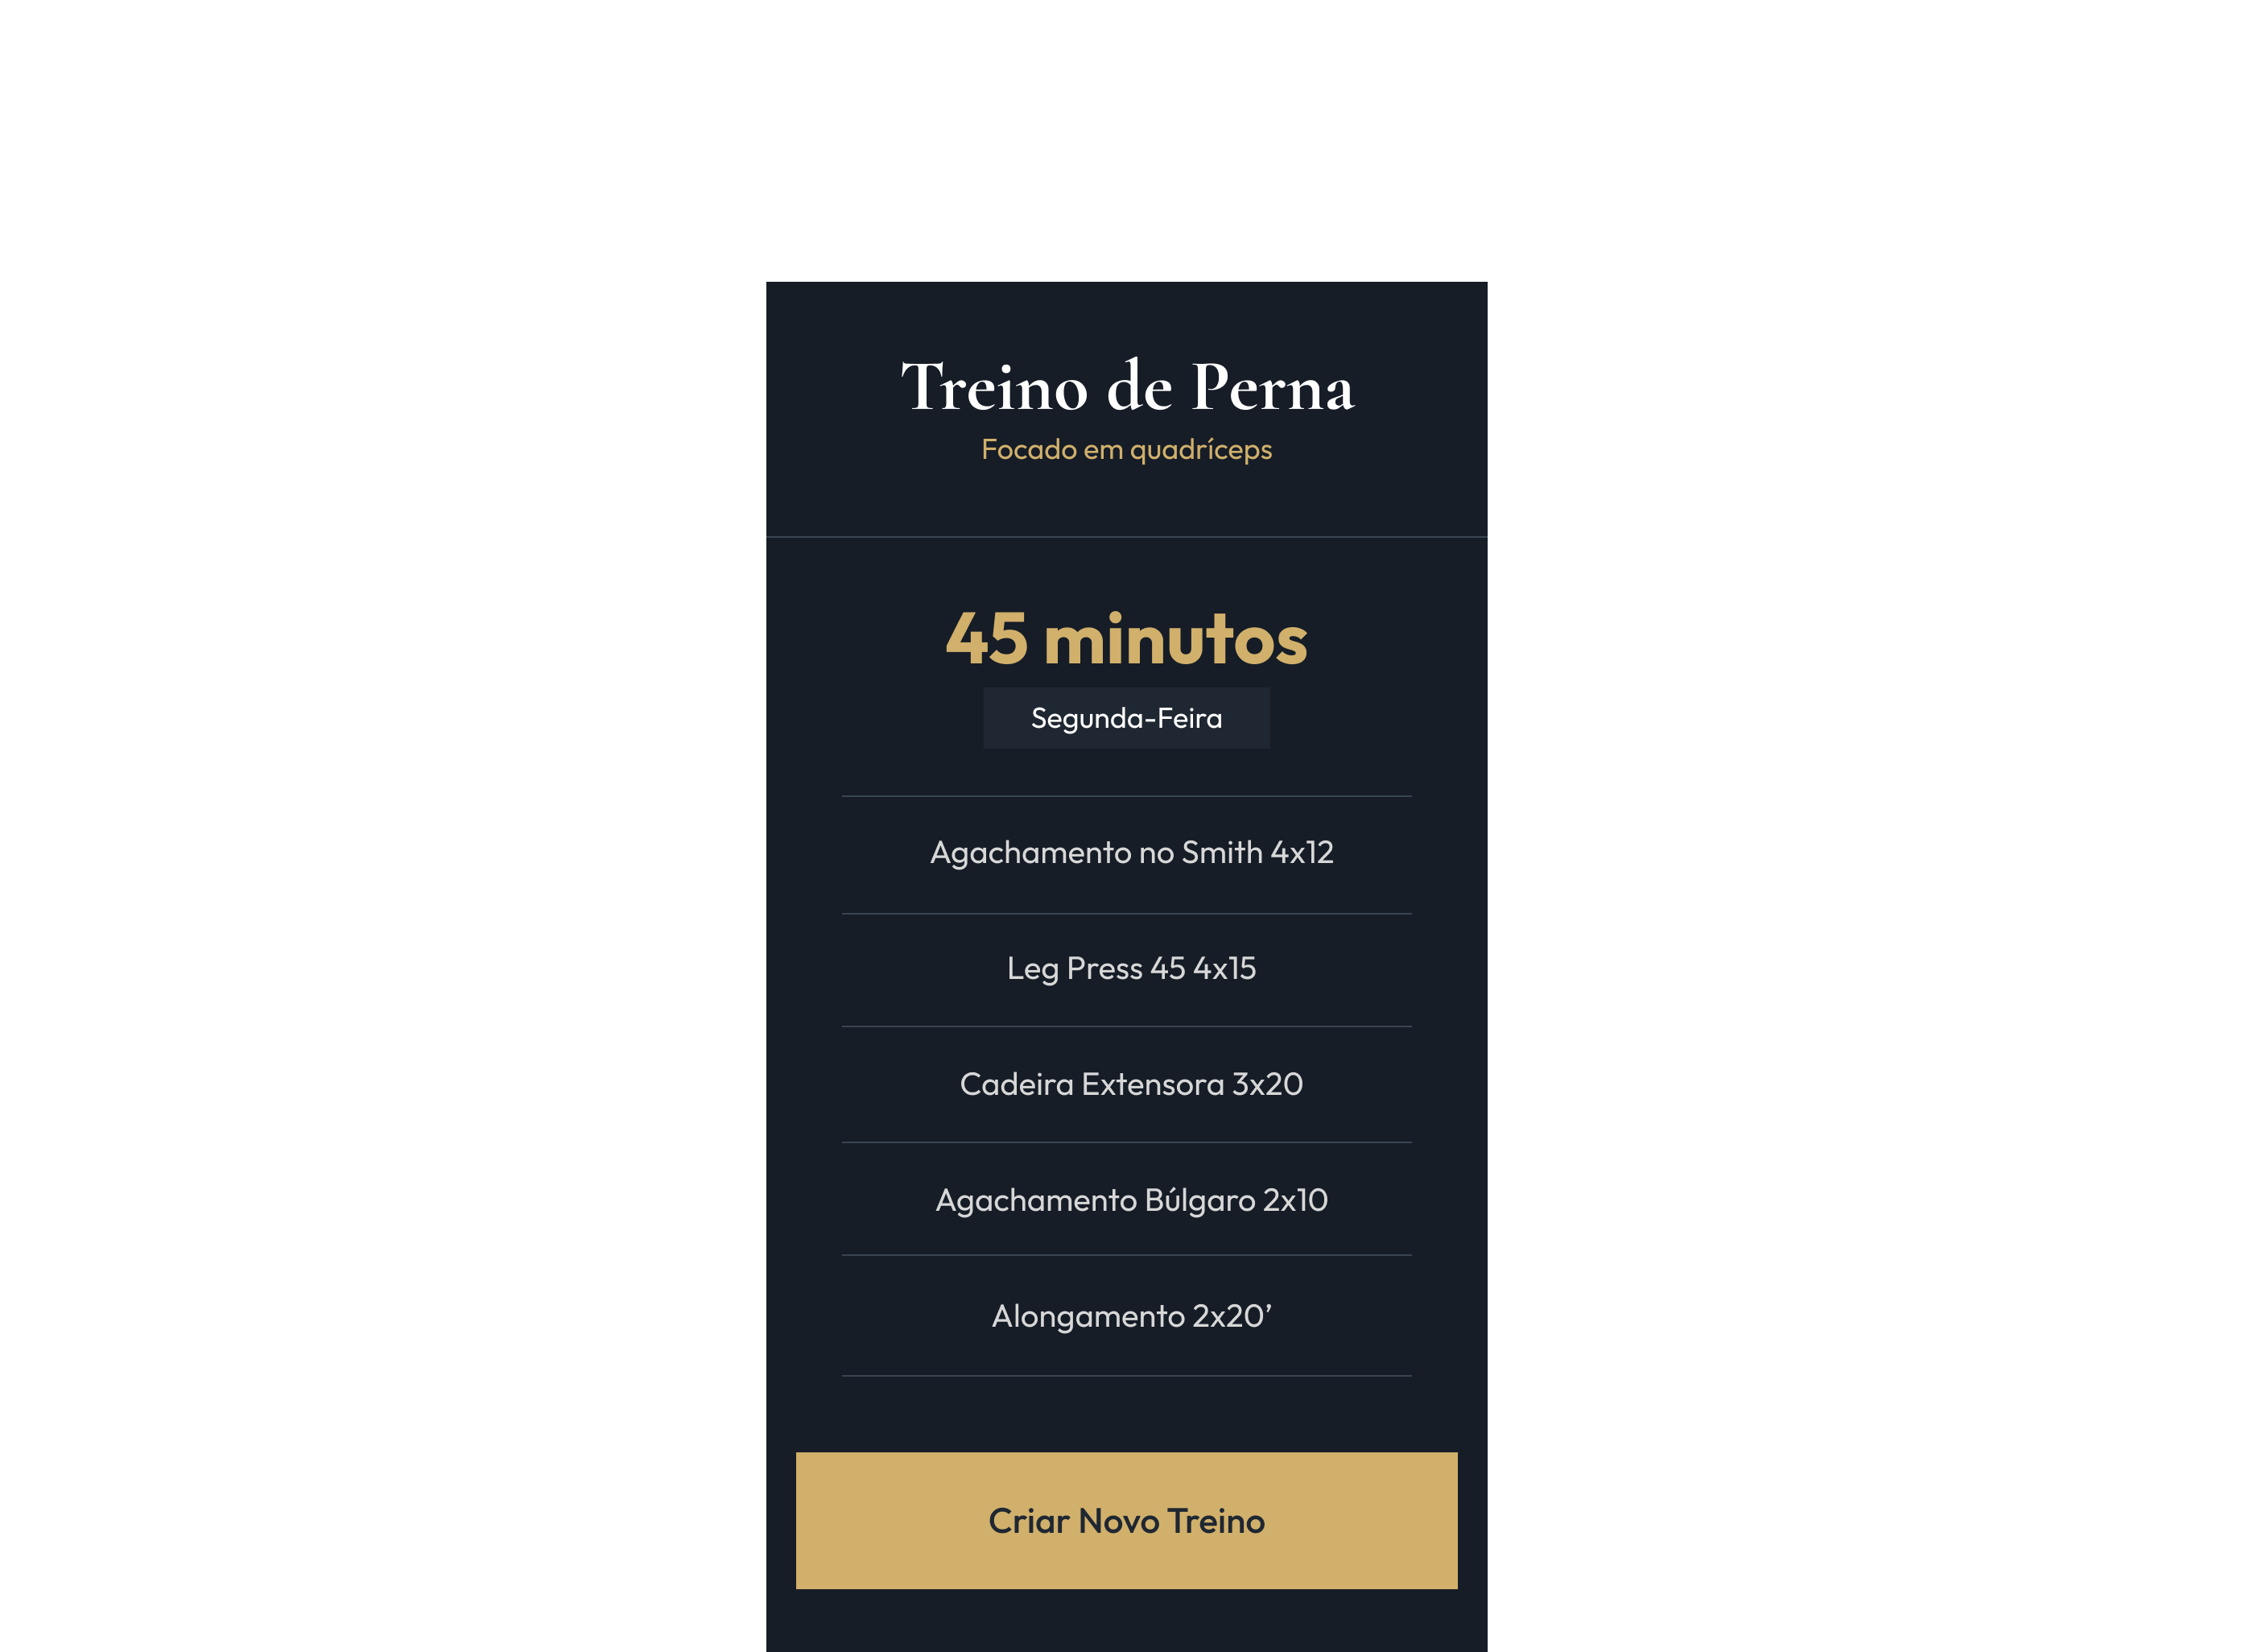 Treino de Perna
Focado em quadríceps
45 minutos
Segunda-Feira
Agachamento no Smith 4x12
Leg Press 45 4x15
Cadeira Extensora 3x20
Agachamento Búlgaro 2x10
Alongamento 2x20’
Criar Novo Treino